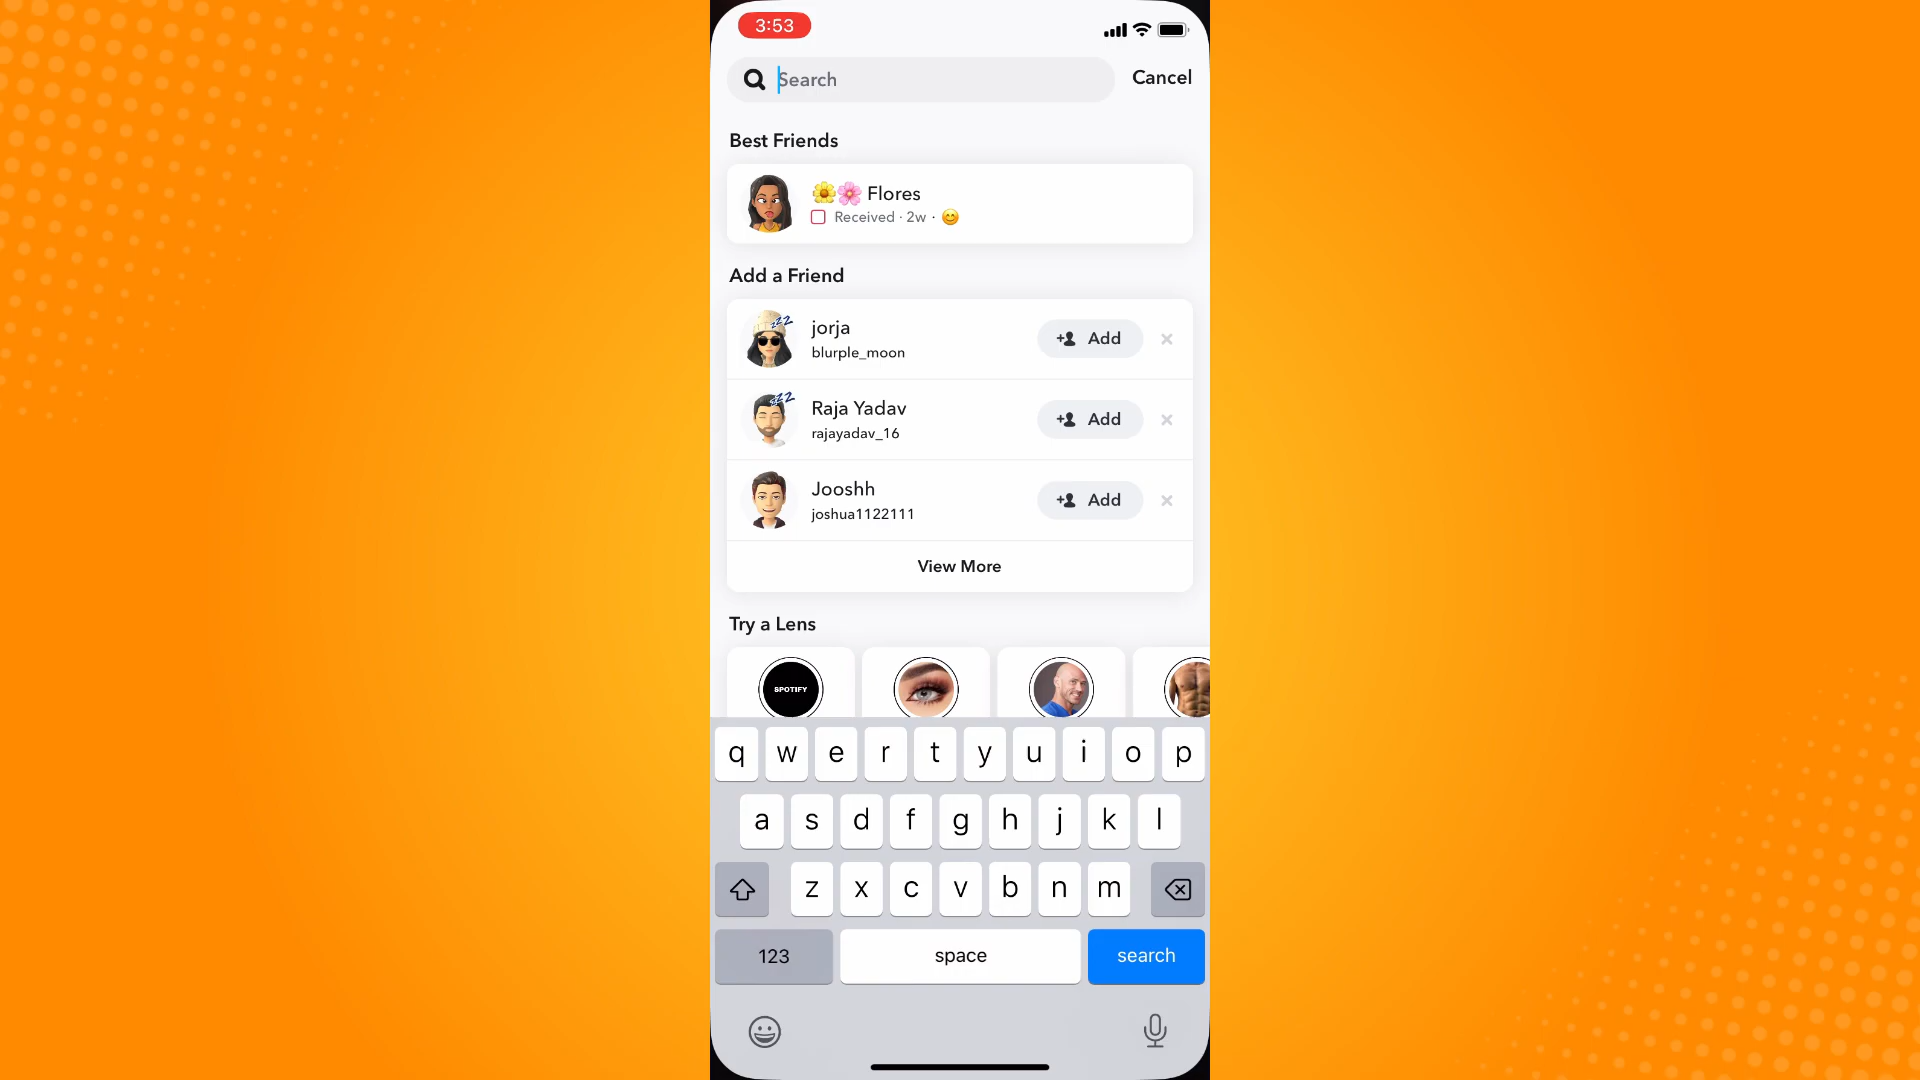 3:53
Search
Cancel
Best Friends
🌼🌸 Flores
Received · 2w · 😊
Add a Friend
jorja
blurple_moon
Add
Raja Yadav
rajayadav_16
Add
Jooshh
joshua1122111
Add
View More
Try a Lens
SPOTIFY
q w e r t y u i o p
a s d f g h j k l
z x c v b n m
123 space search